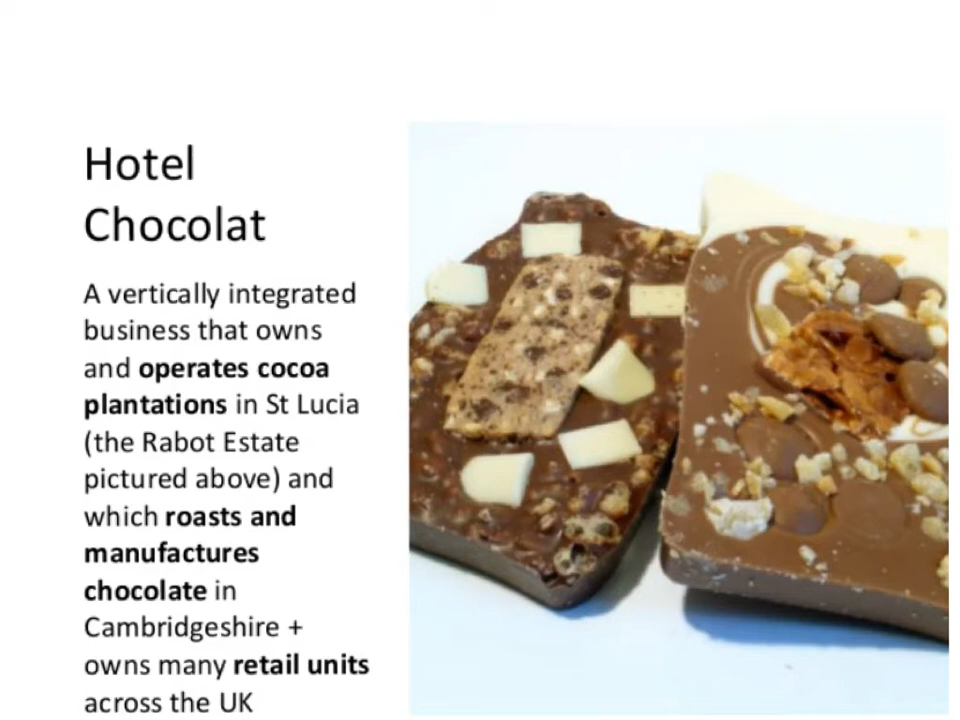 Hotel
Chocolat
A vertically integrated
business that owns
and operates cocoa
plantations in St Lucia
(the Rabot Estate
pictured above) and
which roasts and
manufactures
chocolate in
Cambridgeshire +
owns many retail units
across the UK